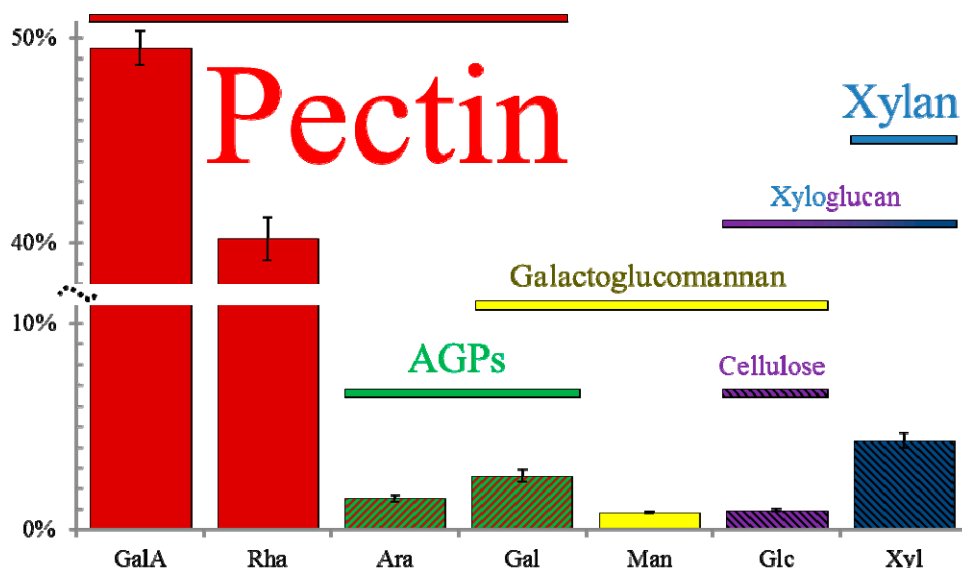 50%
Pectin
Xylan
Xyloglucan
40%
Galactoglucomannan
10%
AGPs
Cellulose
0%
GalA Rha Ara Gal Man Glc Xyl